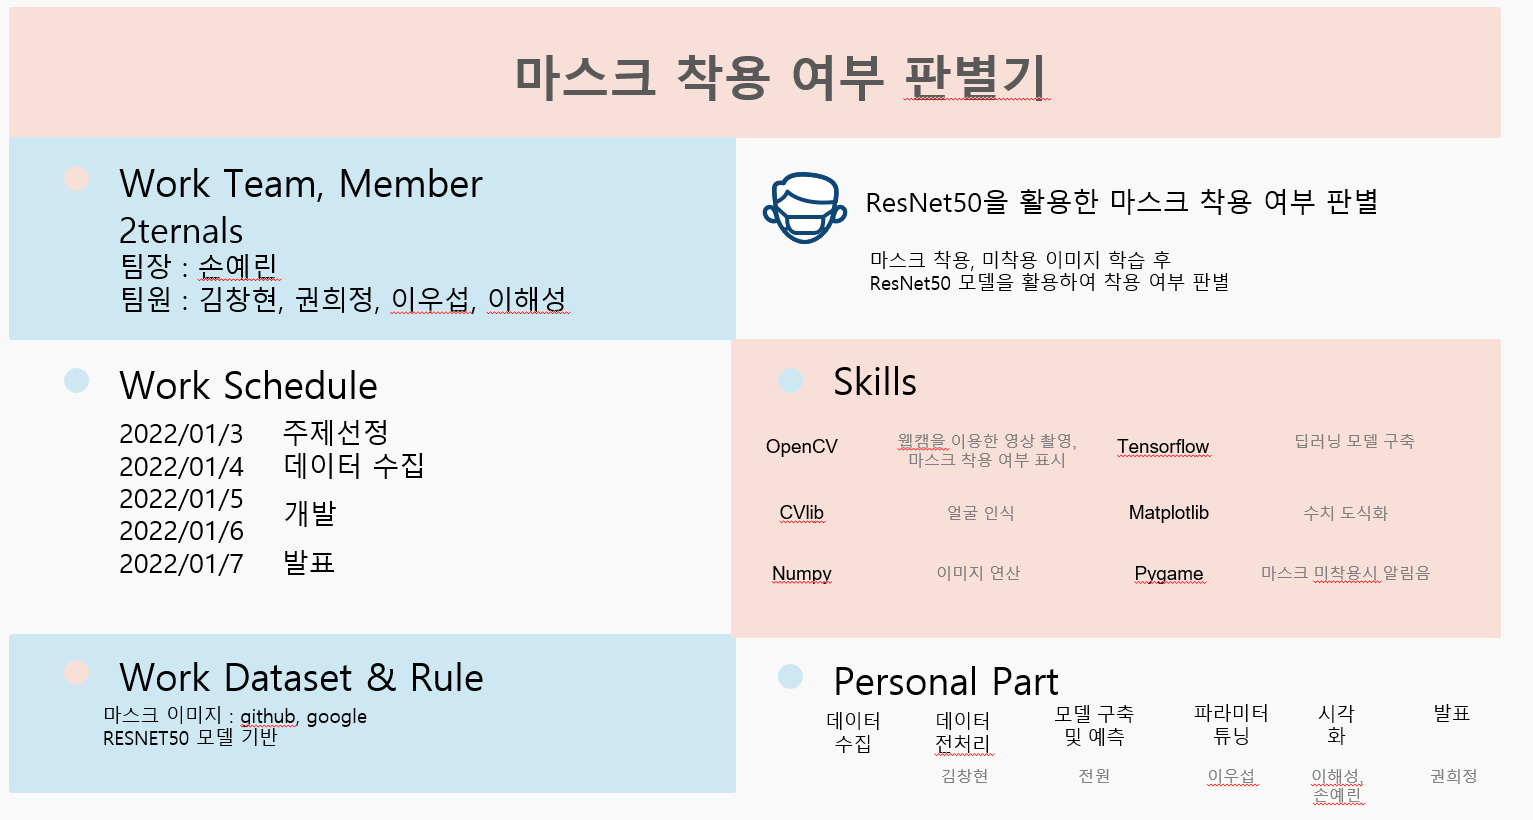 마스크 착용 여부 판별기
Work Team, Member
2ternals
팀장 : 손예린
팀원 : 김창현, 권희정, 이우섭, 이해성
ResNet50을 활용한 마스크 착용 여부 판별
마스크 착용, 미착용 이미지 학습 후
ResNet50 모델을 활용하여 착용 여부 판별
Work Schedule
2022/01/3 주제선정
2022/01/4 데이터 수집
2022/01/5
개발
2022/01/6
2022/01/7 발표
Skills
OpenCV
웹캠을 이용한 영상 촬영,
마스크 착용 여부 표시
Tensorflow
딥러닝 모델 구축
CVlib
얼굴 인식
Matplotlib
수치 도식화
Numpy
이미지 연산
Pygame
마스크 미착용시 알림음
Work Dataset & Rule
마스크 이미지 : github, google
RESNET50 모델 기반
Personal Part
데이터
수집
데이터
전처리
김창현
모델 구축
및 예측
전원
파라미터
튜닝
이우섭
시각
화
이해성,
손예린
발표
권희정